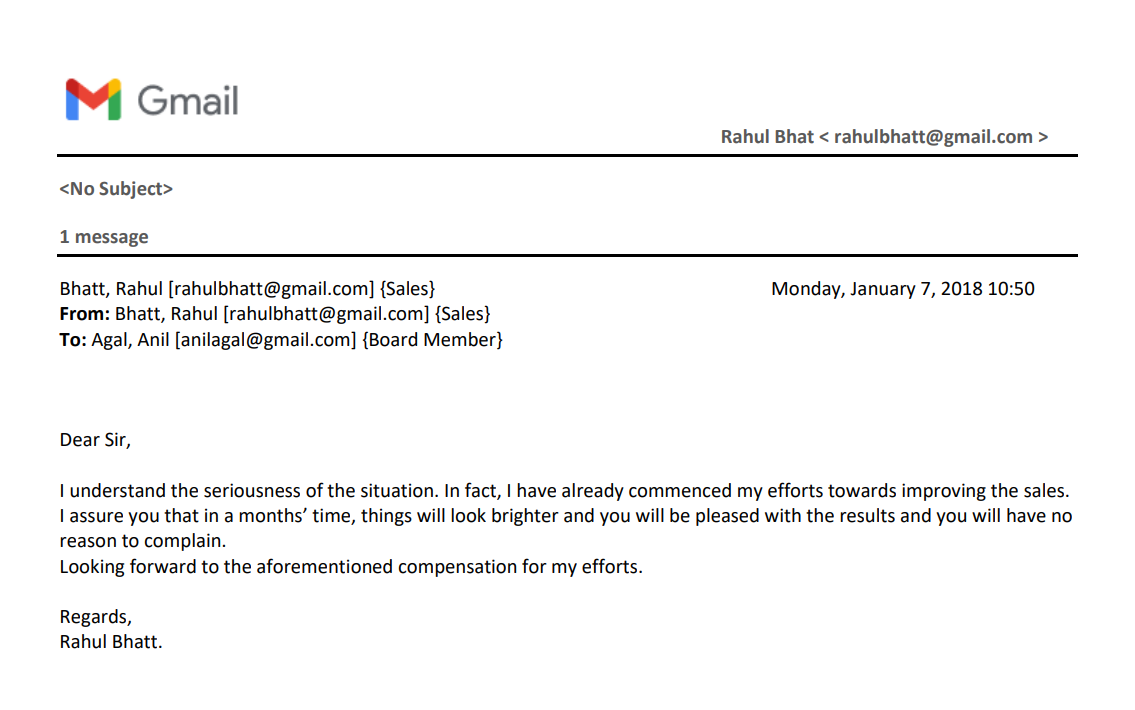 Gmail
Rahul Bhat < rahulbhatt@gmail.com >
<No Subject>
1 message
Bhatt, Rahul [rahulbhatt@gmail.com] {Sales}
Monday, January 7, 2018 10:50
From: Bhatt, Rahul [rahulbhatt@gmail.com] {Sales}
To: Agal, Anil [anilagal@gmail.com] {Board Member}
Dear Sir,
I understand the seriousness of the situation. In fact, I have already commenced my efforts towards improving the sales.
I assure you that in a months’ time, things will look brighter and you will be pleased with the results and you will have no
reason to complain.
Looking forward to the aforementioned compensation for my efforts.
Regards,
Rahul Bhatt.